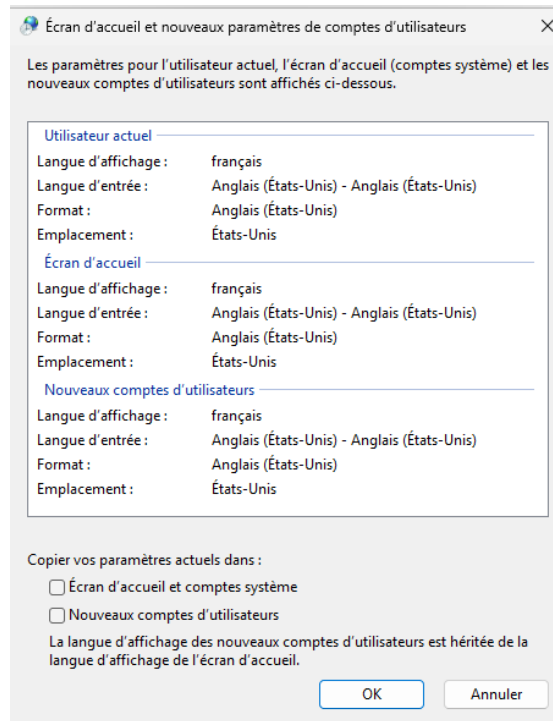 Écran d'accueil et nouveaux paramètres de comptes d'utilisateurs
Les paramètres pour l'utilisateur actuel, l'écran d'accueil (comptes système) et les
nouveaux comptes d'utilisateurs sont affichés ci-dessous.
Utilisateur actuel
Langue d'affichage : français
Langue d'entrée : Anglais (États-Unis) - Anglais (États-Unis)
Format : Anglais (États-Unis)
Emplacement : États-Unis
Écran d'accueil
Langue d'affichage : français
Langue d'entrée : Anglais (États-Unis) - Anglais (États-Unis)
Format : Anglais (États-Unis)
Emplacement : États-Unis
Nouveaux comptes d'utilisateurs
Langue d'affichage : français
Langue d'entrée : Anglais (États-Unis) - Anglais (États-Unis)
Format : Anglais (États-Unis)
Emplacement : États-Unis
Copier vos paramètres actuels dans :
Écran d'accueil et comptes système
Nouveaux comptes d'utilisateurs
La langue d'affichage des nouveaux comptes d'utilisateurs est héritée de la
langue d'affichage de l'écran d'accueil.
OK Annuler